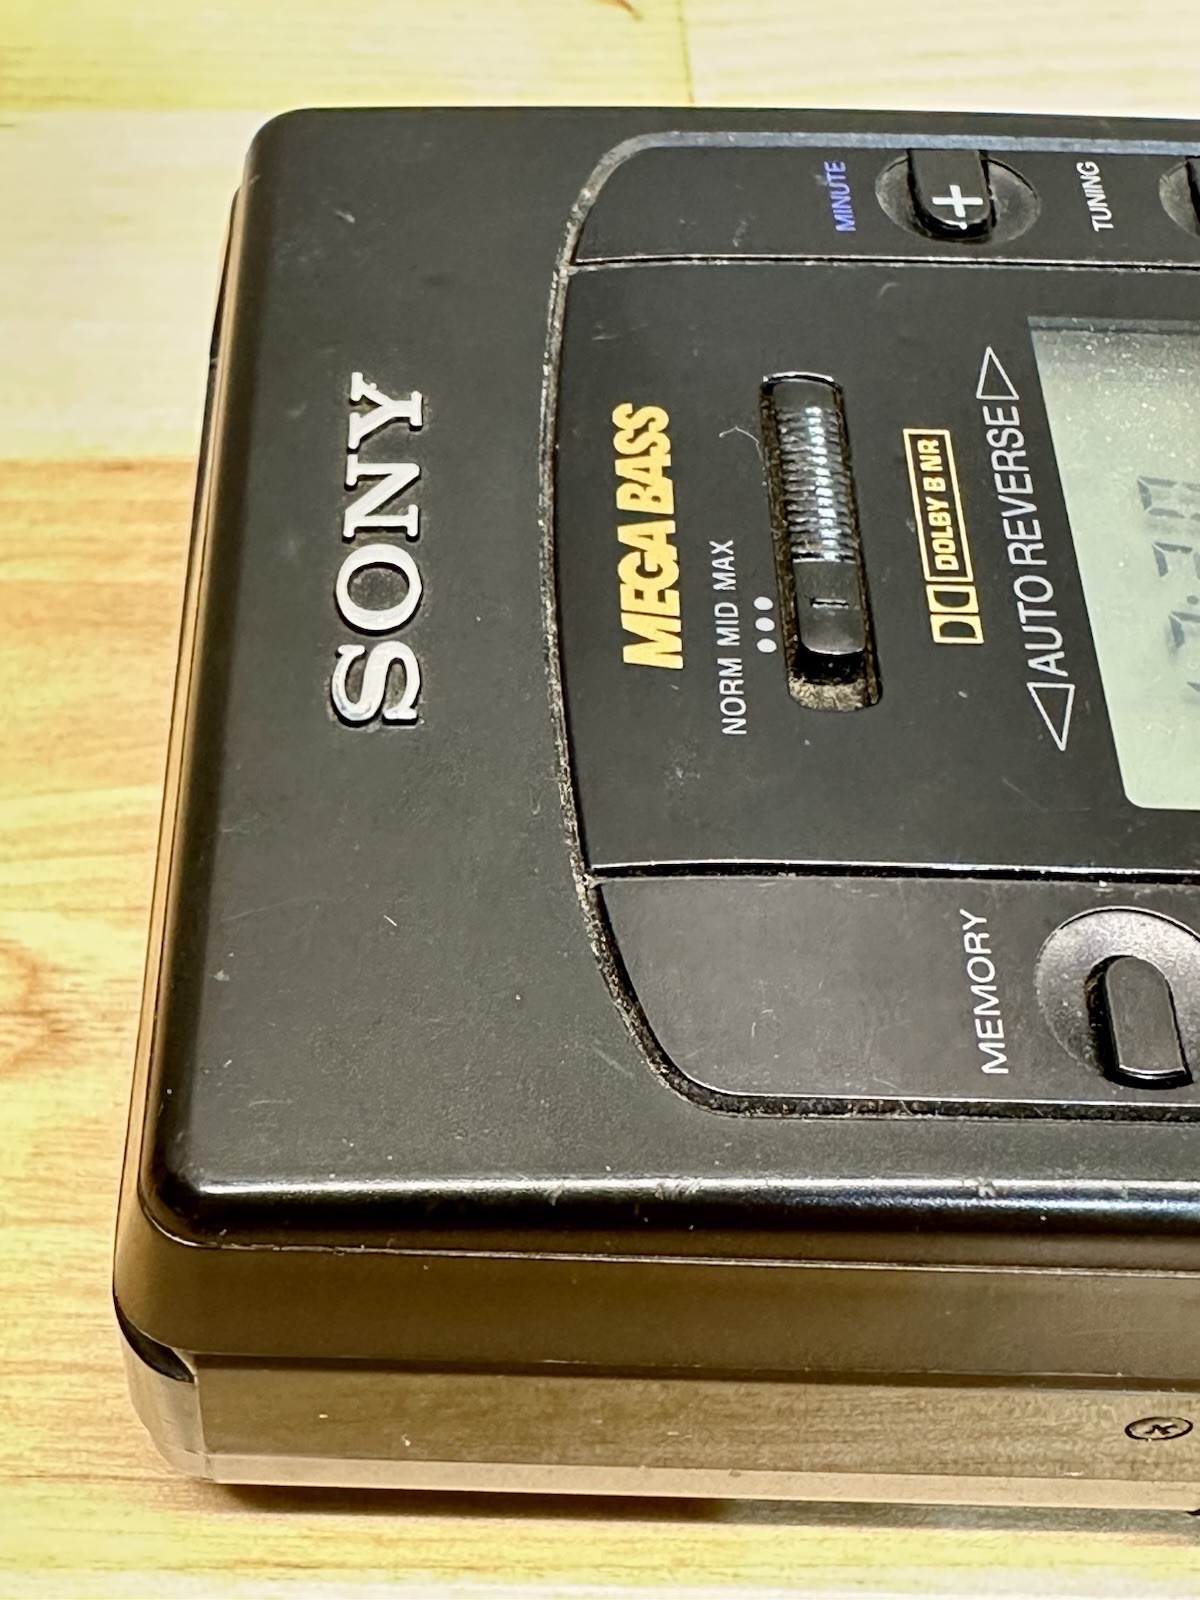 SONY
MEGA BASS
NORM MID MAX
DOLBY B NR
AUTO REVERSE
MINUTE
+
TUNING
MEMORY